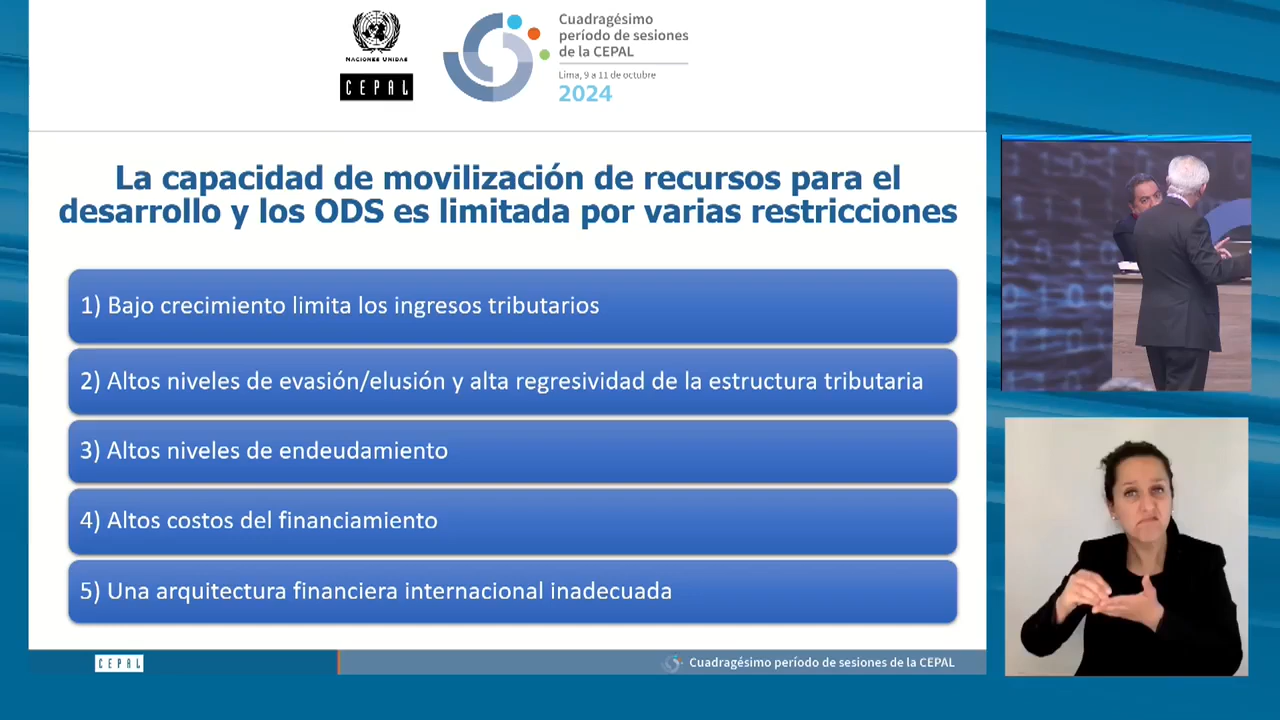 NACIONES UNIDAS
CEPAL
Cuadragésimo
período de sesiones
de la CEPAL
Lima, 9 a 11 de octubre
2024
La capacidad de movilización de recursos para el
desarrollo y los ODS es limitada por varias restricciones
1) Bajo crecimiento limita los ingresos tributarios
2) Altos niveles de evasión/elusión y alta regresividad de la estructura tributaria
3) Altos niveles de endeudamiento
4) Altos costos del financiamiento
5) Una arquitectura financiera internacional inadecuada
CEPAL
Cuadragésimo período de sesiones de la CEPAL